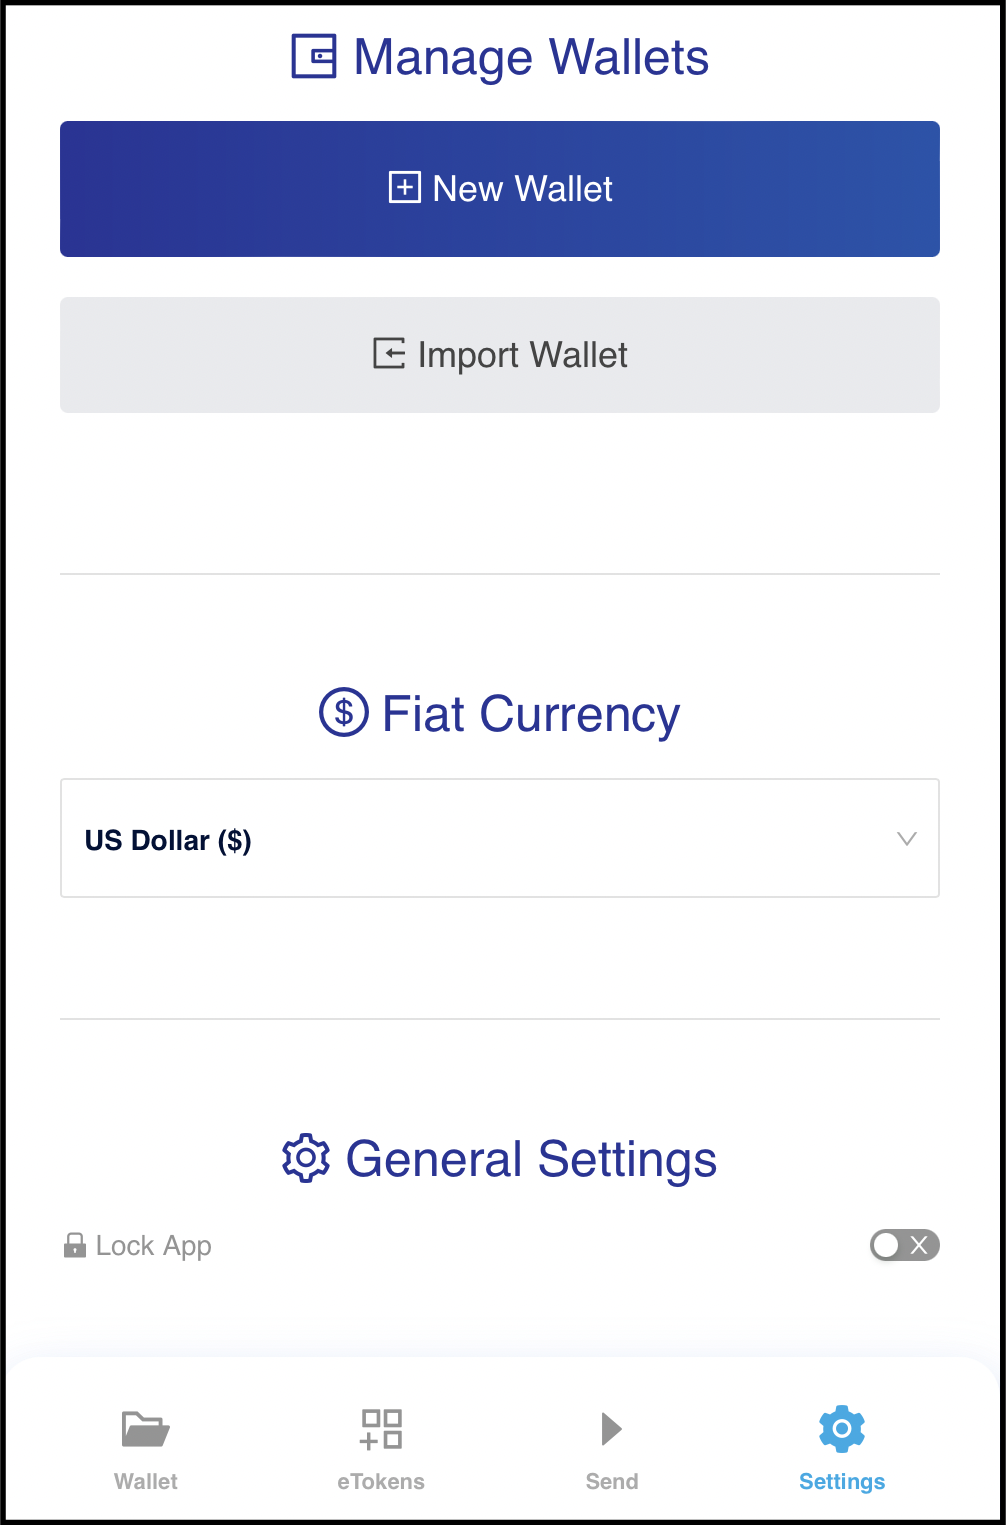 Manage Wallets
New Wallet
Import Wallet
Fiat Currency
US Dollar ($)
General Settings
Lock App
Wallet
eTokens
Send
Settings